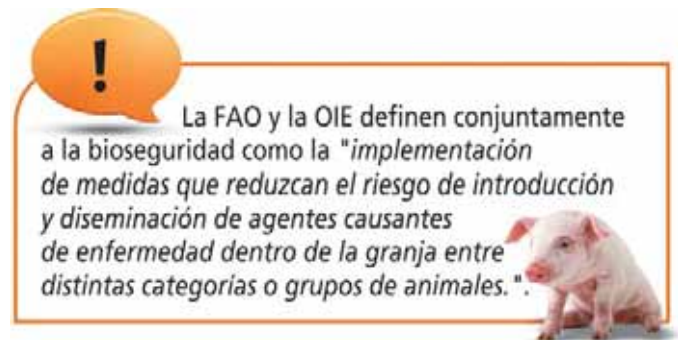 !
La FAO y la OIE definen conjuntamente
a la bioseguridad como la "implementación
de medidas que reduzcan el riesgo de introducción
y diseminación de agentes causantes
de enfermedad dentro de la granja entre
distintas categorías o grupos de animales.".